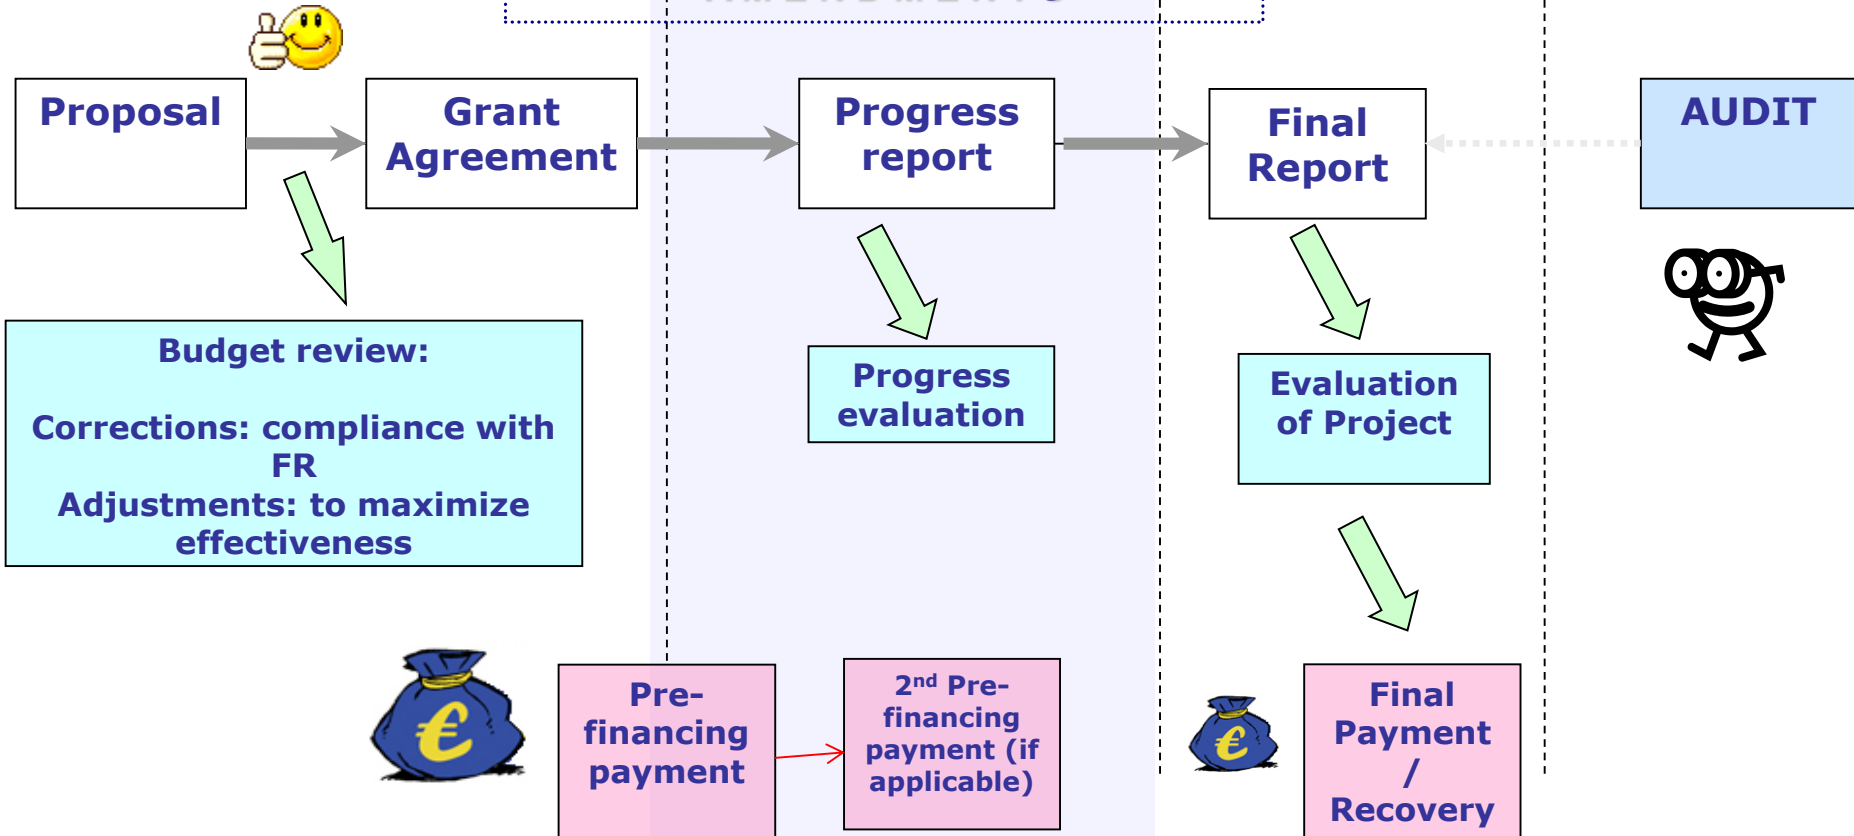 Proposal
Grant
Agreement
Progress
report
Final
Report
AUDIT
Budget review:
Corrections: compliance with
FR
Adjustments: to maximize
effectiveness
Progress
evaluation
Evaluation
of Project
€
Pre-
financing
payment
2nd Pre-
financing
payment (if
applicable)
€
Final
Payment
/
Recovery